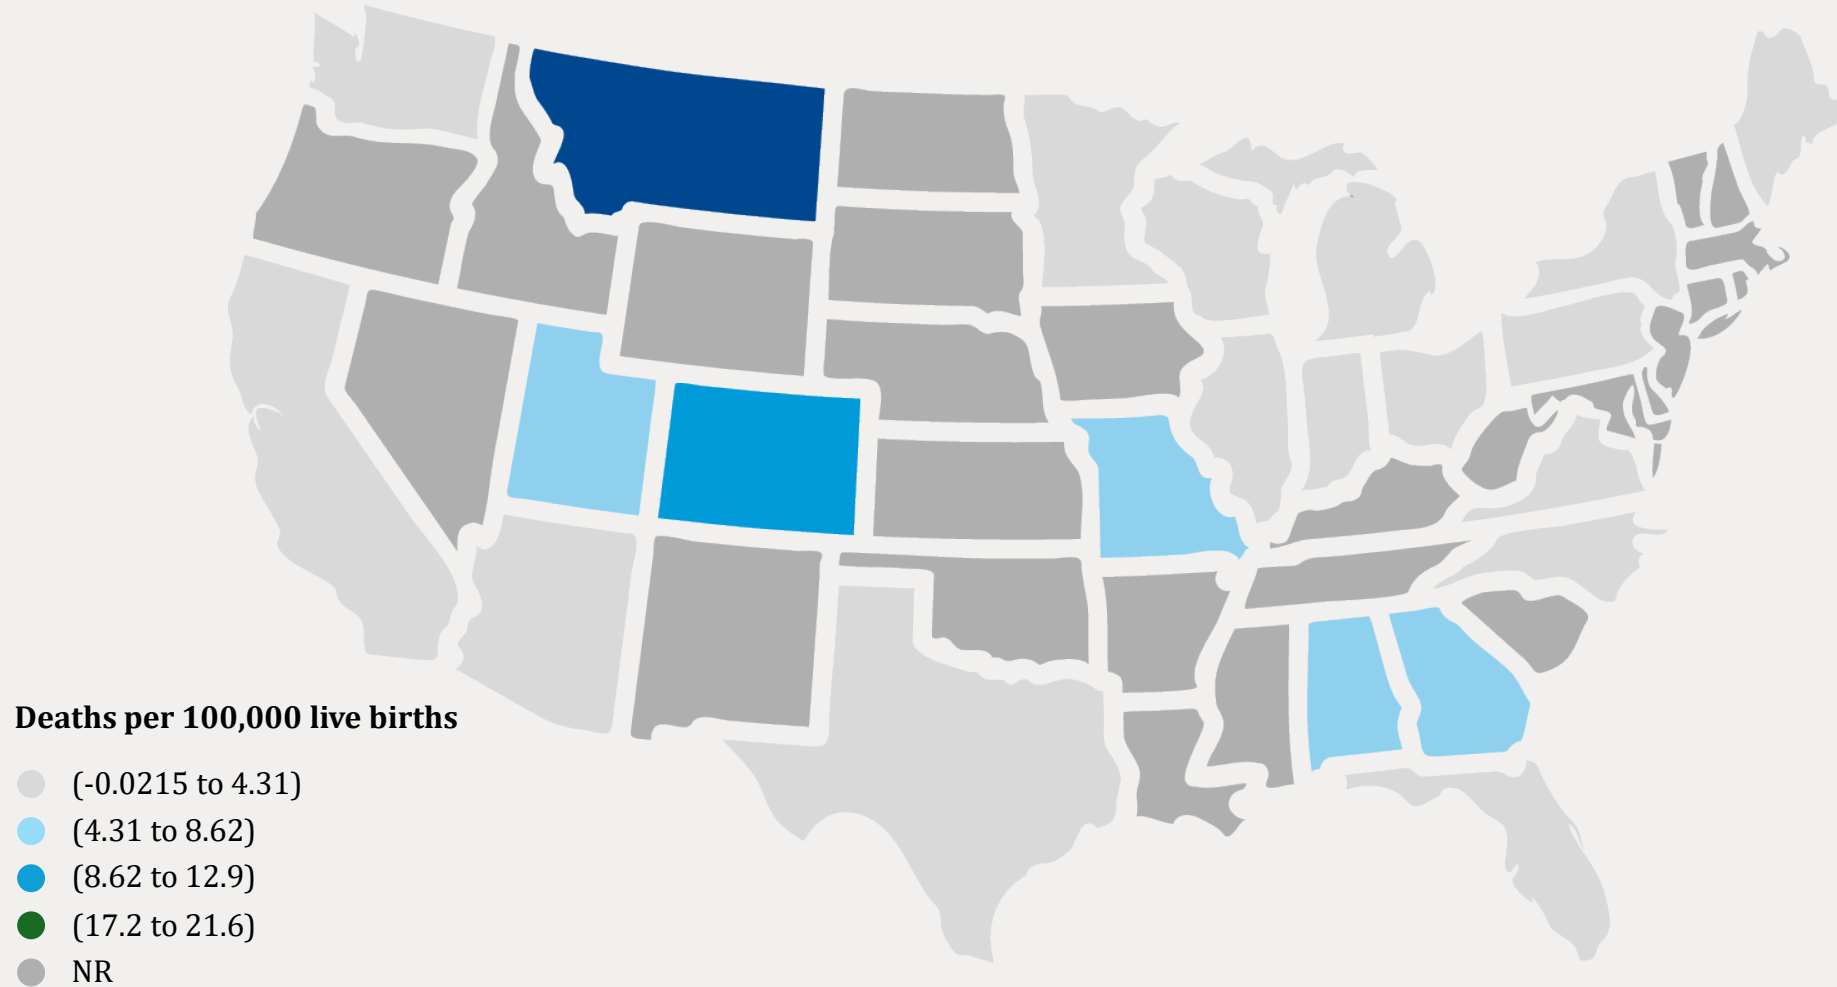 Deaths per 100,000 live births
(-0.0215 to 4.31)
(4.31 to 8.62)
(8.62 to 12.9)
(17.2 to 21.6)
NR